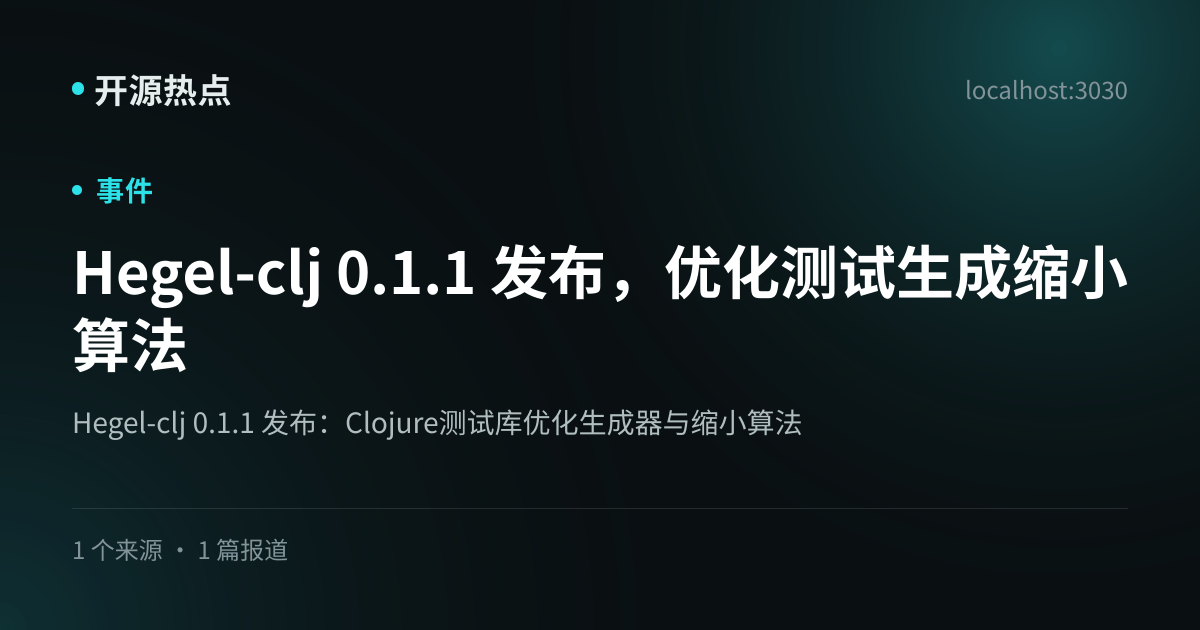 开源热点
localhost:3030
事件
Hegel-clj 0.1.1 发布，优化测试生成缩小
算法
Hegel-clj 0.1.1 发布：Clojure测试库优化生成器与缩小算法
1 个来源 · 1 篇报道